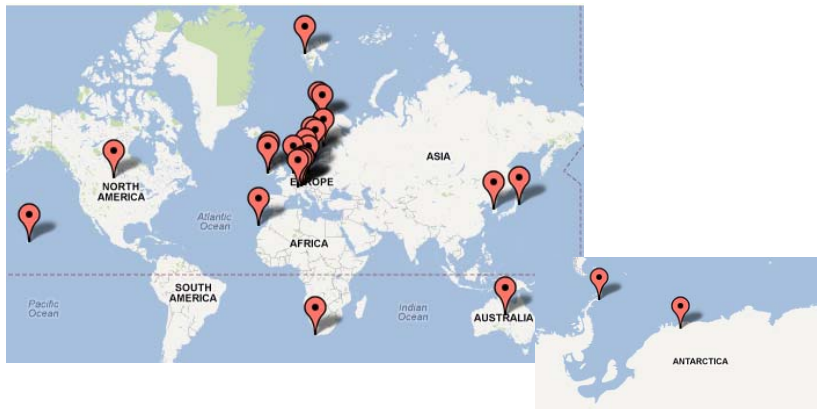 ASIA
NORTH
AMERICA
EUROPE
Atlantic
Ocean
AFRICA
SOUTH
AMERICA
Pacific
Ocean
Indian
Ocean
AUSTRALIA
ANTARCTICA